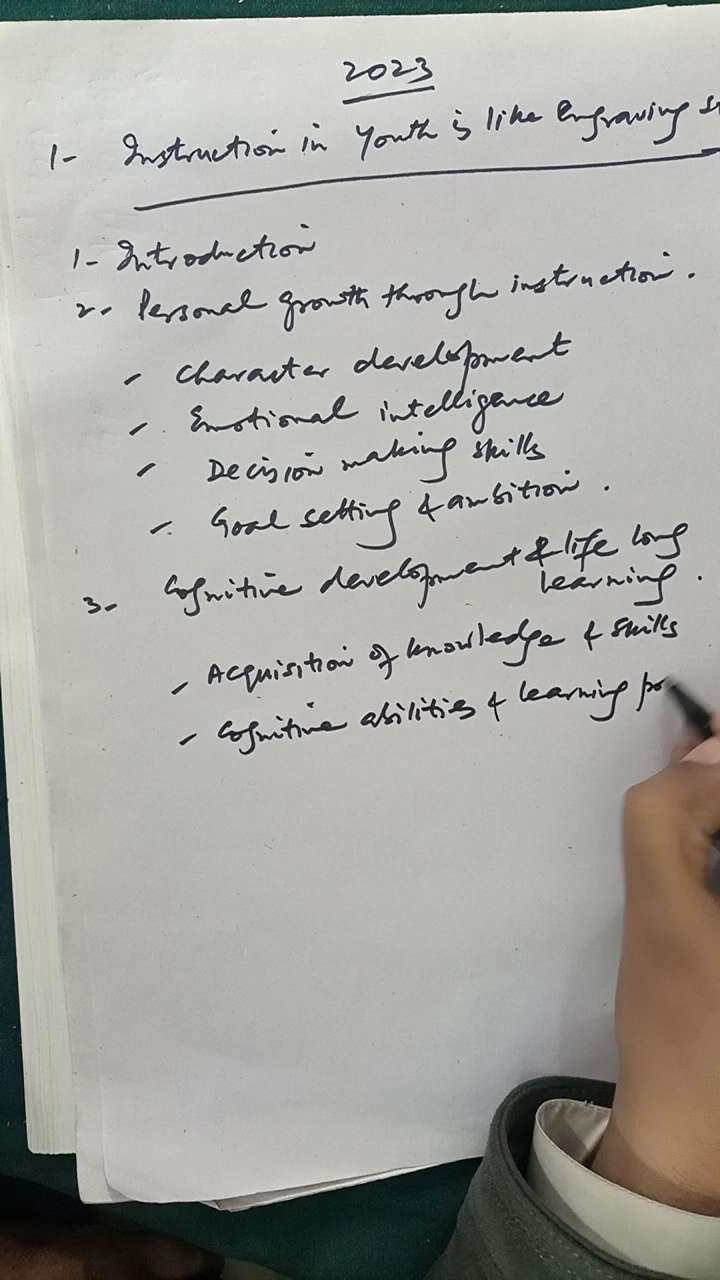 2023
1- Instruction in Youth is like Engraving
1- Introduction
2- Personal growth through instruction.
- Character development
- Emotional intelligence
- Decision making skills
- Goal setting & ambition.
3- Cognitive development & life long
learning.
- Acquisition of knowledge & skills
- Cognitive abilities & learning